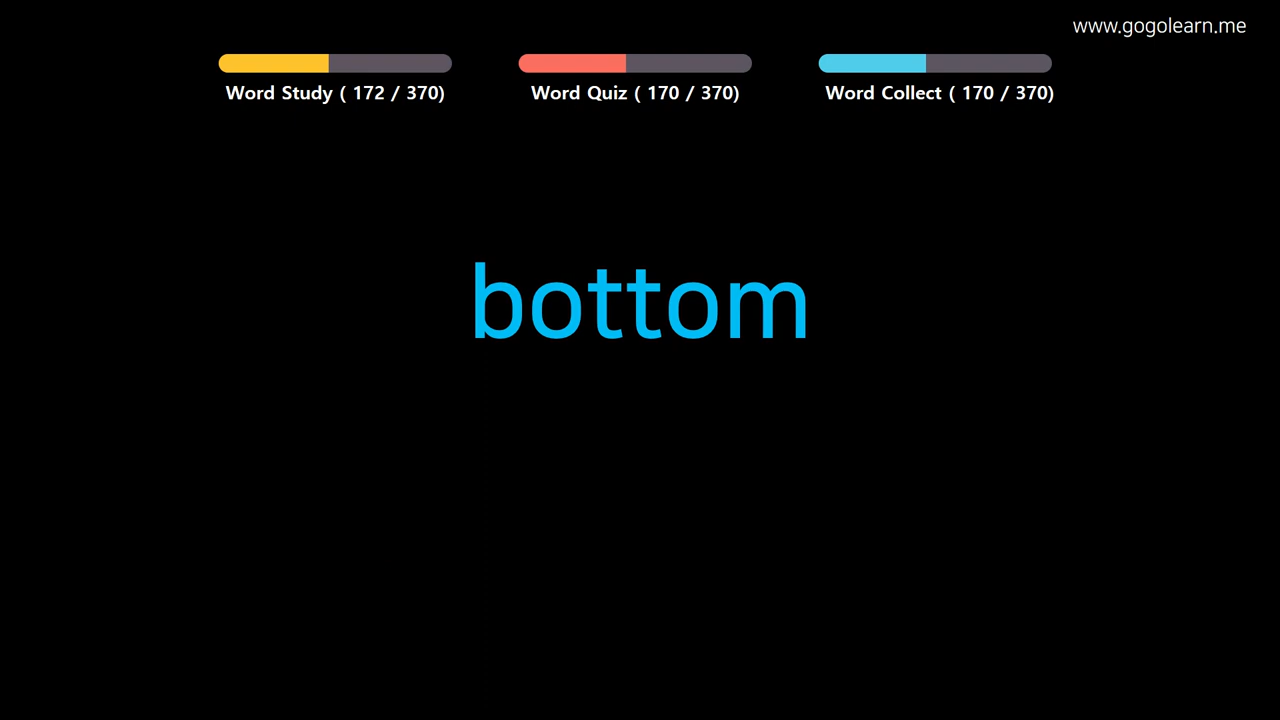 www.gogolearn.me
Word Study ( 172 / 370)
Word Quiz ( 170 / 370)
Word Collect ( 170 / 370)
bottom